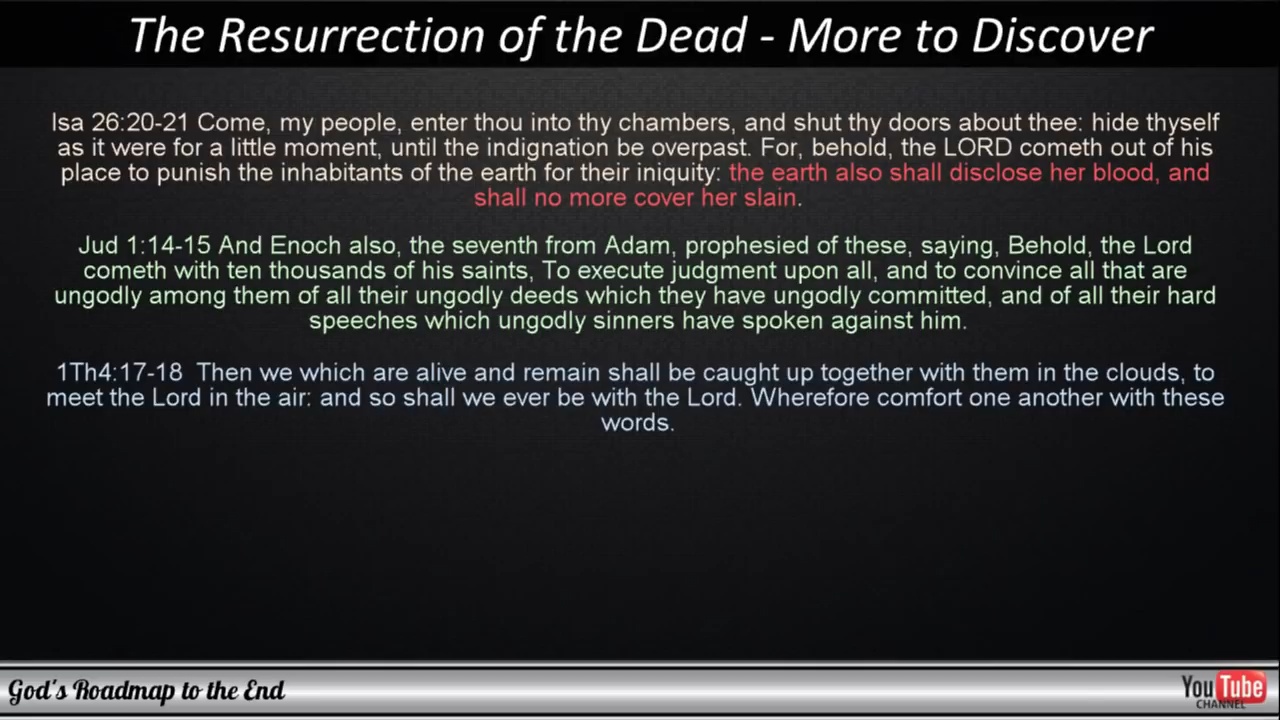 The Resurrection of the Dead - More to Discover
Isa 26:20-21 Come, my people, enter thou into thy chambers, and shut thy doors about thee: hide thyself
as it were for a little moment, until the indignation be overpast. For, behold, the LORD cometh out of his
place to punish the inhabitants of the earth for their iniquity: the earth also shall disclose her blood, and
shall no more cover her slain.
Jud 1:14-15 And Enoch also, the seventh from Adam, prophesied of these, saying, Behold, the Lord
cometh with ten thousands of his saints, To execute judgment upon all, and to convince all that are
ungodly among them of all their ungodly deeds which they have ungodly committed, and of all their hard
speeches which ungodly sinners have spoken against him.
1Th4:17-18  Then we which are alive and remain shall be caught up together with them in the clouds, to
meet the Lord in the air: and so shall we ever be with the Lord. Wherefore comfort one another with these
words.
God's Roadmap to the End
YouTube
CHANNEL